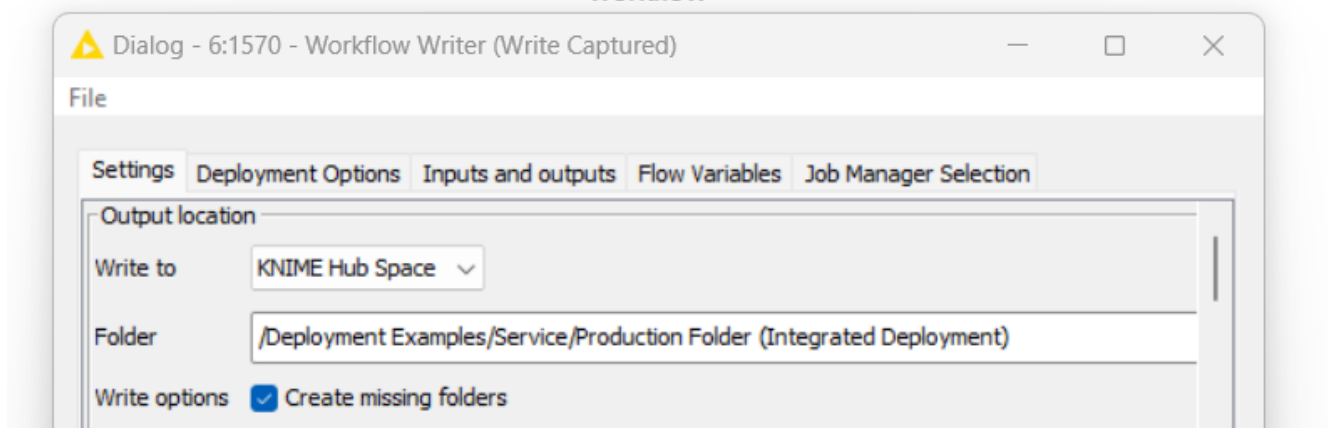 Dialog - 6:1570 - Workflow Writer (Write Captured)
File
Settings Deployment Options Inputs and outputs Flow Variables Job Manager Selection
Output location
Write to KNIME Hub Space
Folder /Deployment Examples/Service/Production Folder (Integrated Deployment)
Write options Create missing folders